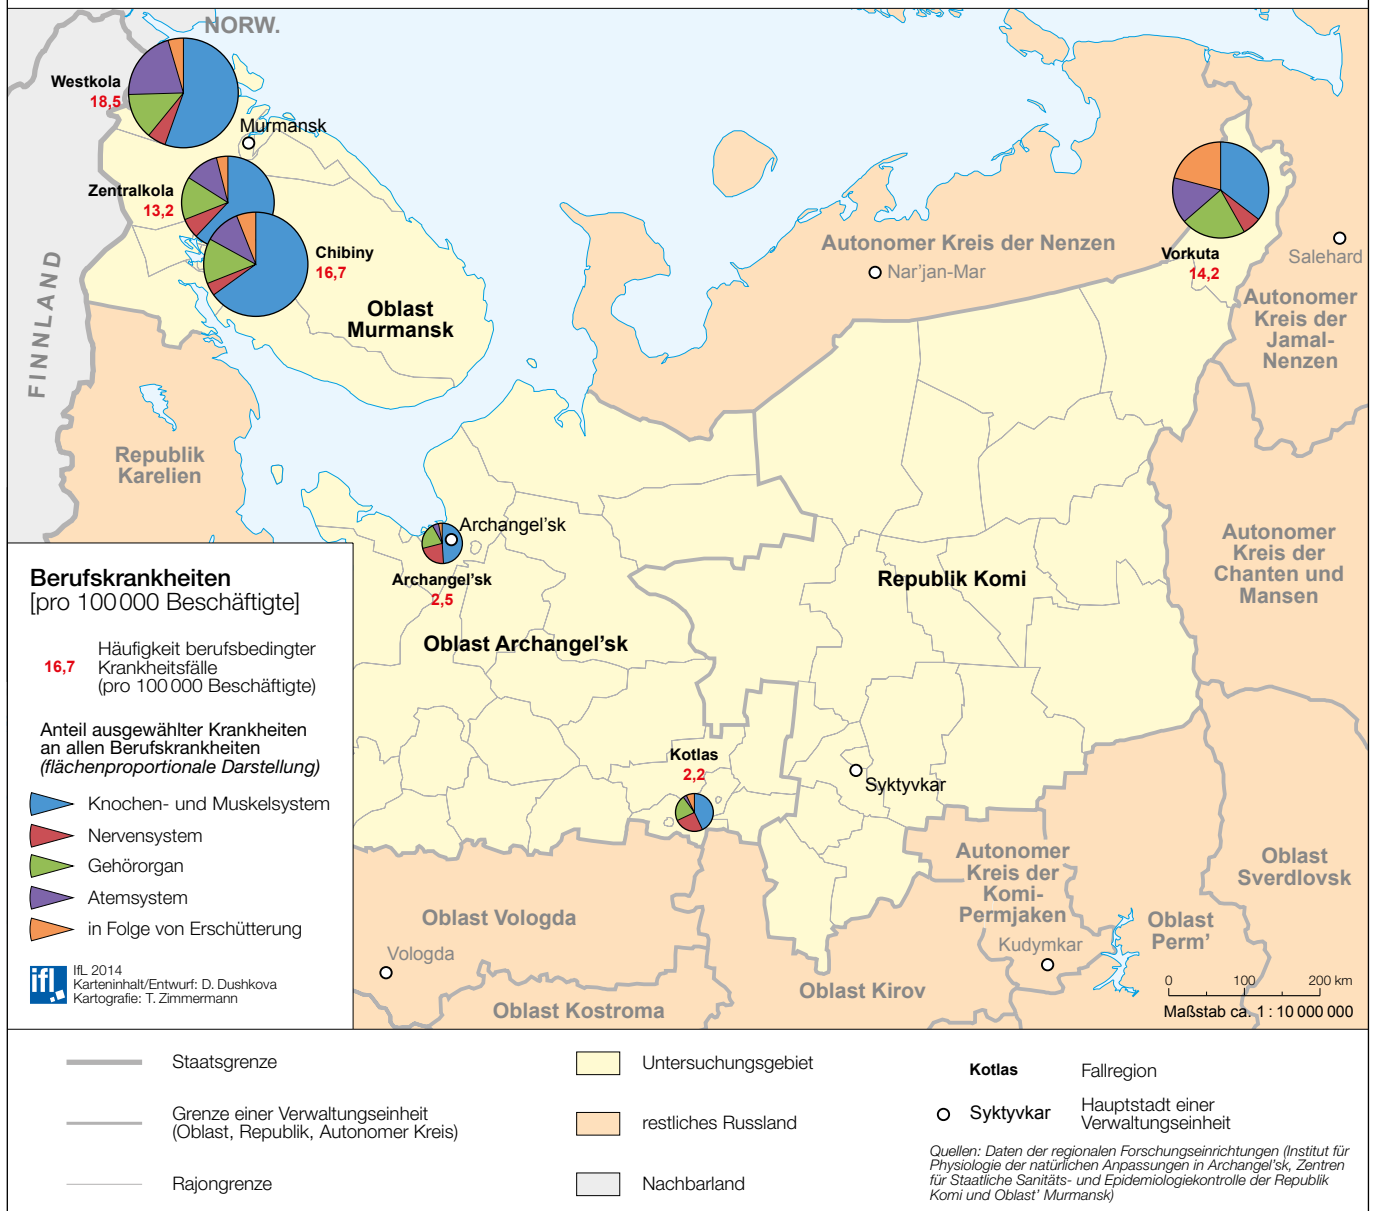 NORW.
Westkola
18,5
Murmansk
Zentralkola
13,2
Chibiny
16,7
Oblast
Murmansk
FINNLAND
Autonomer Kreis der Nenzen
Nar'jan-Mar
Vorkuta
14,2
Salehard
Autonomer
Kreis der
Jamal-
Nenzen
Republik
Karelien
Archangel'sk
Archangel'sk
2,5
Oblast Archangel'sk
Republik Komi
Autonomer
Kreis der
Chanten und
Mansen
Kotlas
2,2
Syktyvkar
Autonomer
Kreis der
Komi-
Permjaken
Kudymkar
Oblast
Sverdlovsk
Oblast
Perm'
Oblast Vologda
Vologda
Oblast Kostroma
Oblast Kirov
0 100 200 km
Maßstab ca. 1 : 10 000 000
Berufskrankheiten
[pro 100 000 Beschäftigte]
16,7
Häufigkeit berufsbedingter
Krankheitsfälle
(pro 100 000 Beschäftigte)
Anteil ausgewählter Krankheiten
an allen Berufskrankheiten
(flächenproportionale Darstellung)
Knochen- und Muskelsystem
Nervensystem
Gehörorgan
Atemsystem
in Folge von Erschütterung
ifl
IfL 2014
Karteninhalt/Entwurf: D. Dushkova
Kartografie: T. Zimmermann
Staatsgrenze
Grenze einer Verwaltungseinheit
(Oblast, Republik, Autonomer Kreis)
Rajongrenze
Untersuchungsgebiet
restliches Russland
Nachbarland
Kotlas Fallregion
Syktyvkar Hauptstadt einer
Verwaltungseinheit
Quellen: Daten der regionalen Forschungseinrichtungen (Institut für
Physiologie der natürlichen Anpassungen in Archangel'sk, Zentren
für Staatliche Sanitäts- und Epidemiologiekontrolle der Republik
Komi und Oblast' Murmansk)